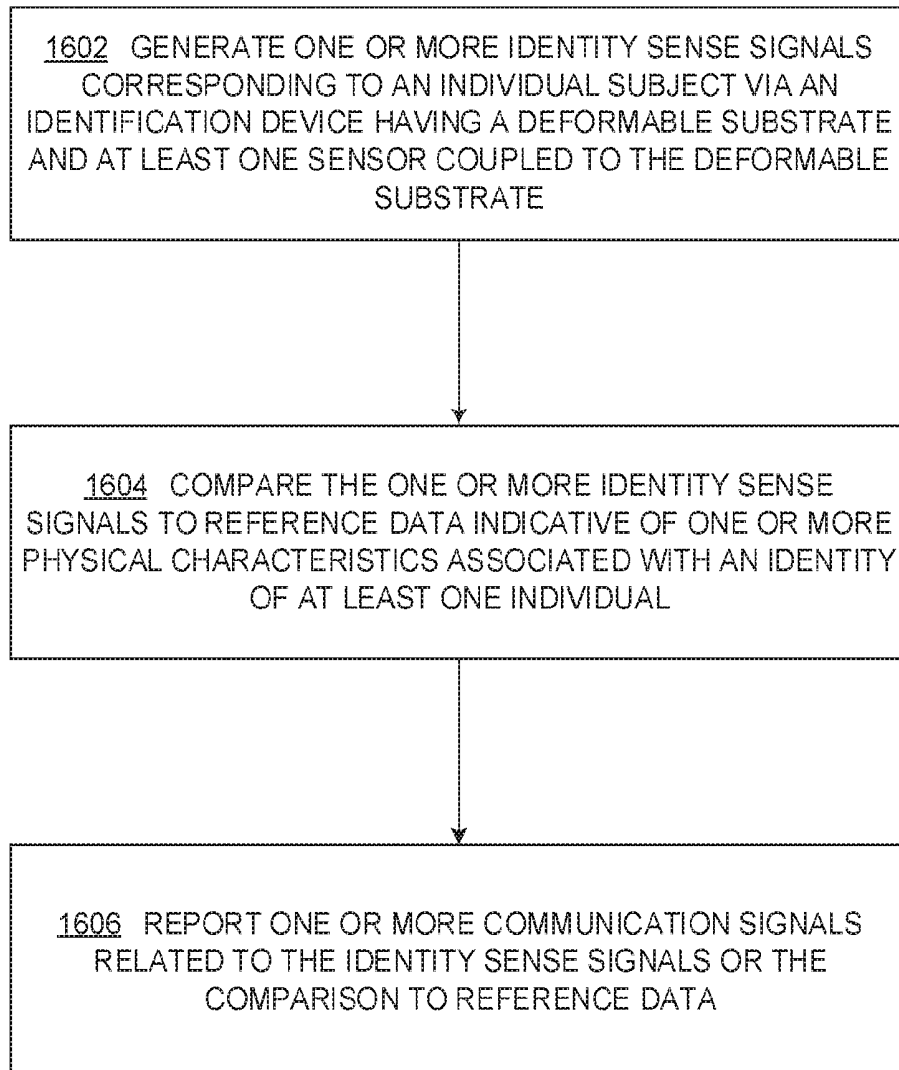 1602 GENERATE ONE OR MORE IDENTITY SENSE SIGNALS
CORRESPONDING TO AN INDIVIDUAL SUBJECT VIA AN
IDENTIFICATION DEVICE HAVING A DEFORMABLE SUBSTRATE
AND AT LEAST ONE SENSOR COUPLED TO THE DEFORMABLE
SUBSTRATE
1604 COMPARE THE ONE OR MORE IDENTITY SENSE
SIGNALS TO REFERENCE DATA INDICATIVE OF ONE OR MORE
PHYSICAL CHARACTERISTICS ASSOCIATED WITH AN IDENTITY
OF AT LEAST ONE INDIVIDUAL
1606 REPORT ONE OR MORE COMMUNICATION SIGNALS
RELATED TO THE IDENTITY SENSE SIGNALS OR THE
COMPARISON TO REFERENCE DATA